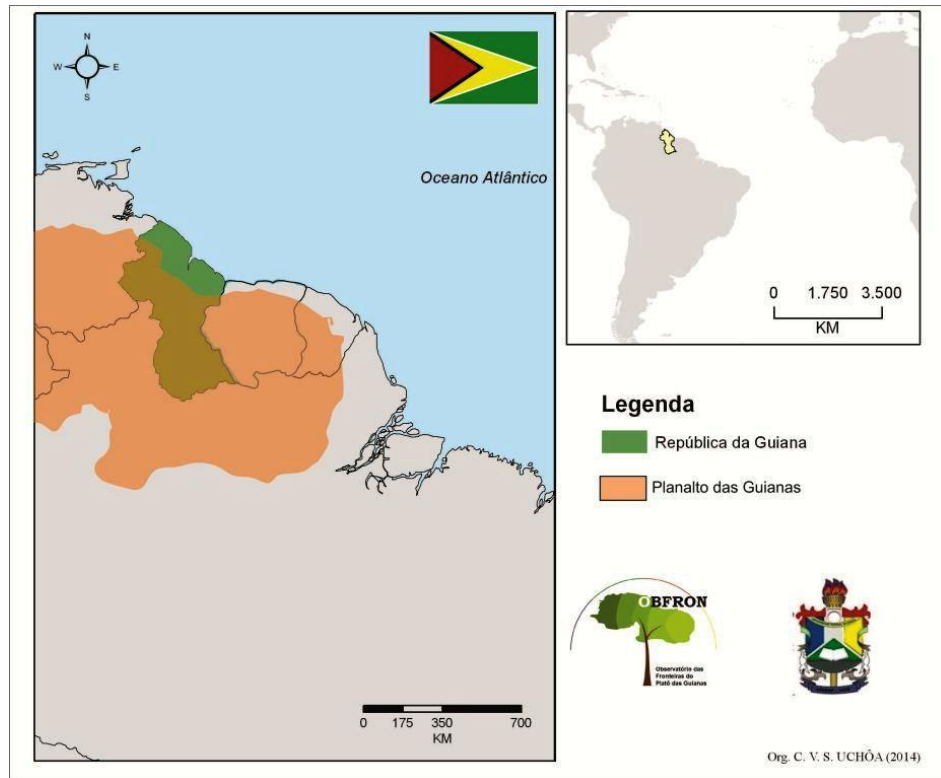 N
W E
S
Oceano Atlântico
0 175 350 700
KM
0 1.750 3.500
KM
Legenda
República da Guiana
Planalto das Guianas
OBFRON
Observatório das
Fronteiras do
Platô das Guianas
Org. C. V. S. UCHÔA (2014)